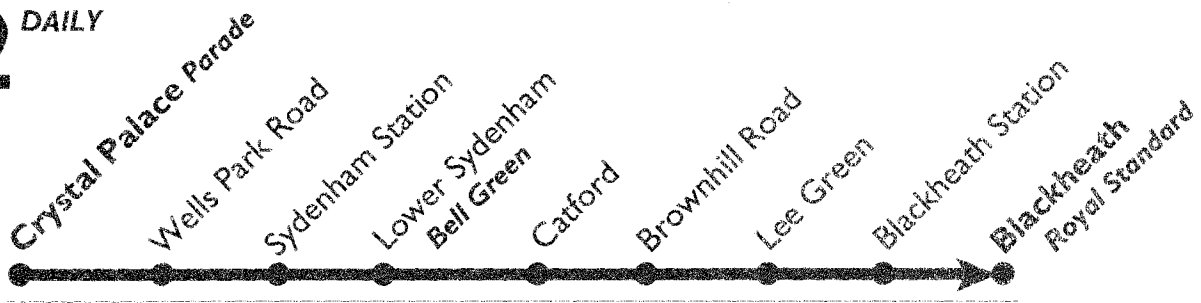 DAILY
Crystal Palace Parade
Wells Park Road
Sydenham Station
Lower Sydenham
Bell Green
Catford
Brownhill Road
Lee Green
Blackheath Station
Blackheath
Royal Standard